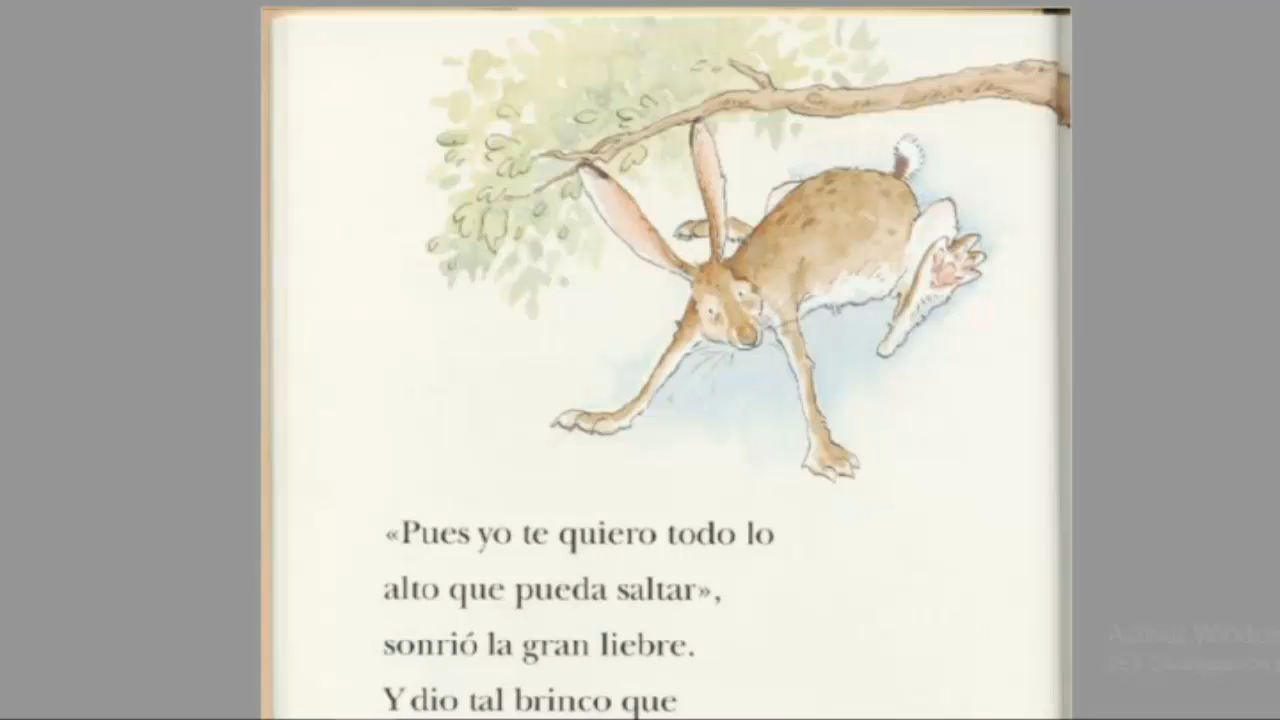 «Pues yo te quiero todo lo
alto que pueda saltar»,
sonrió la gran liebre.
Y dio tal brinco que